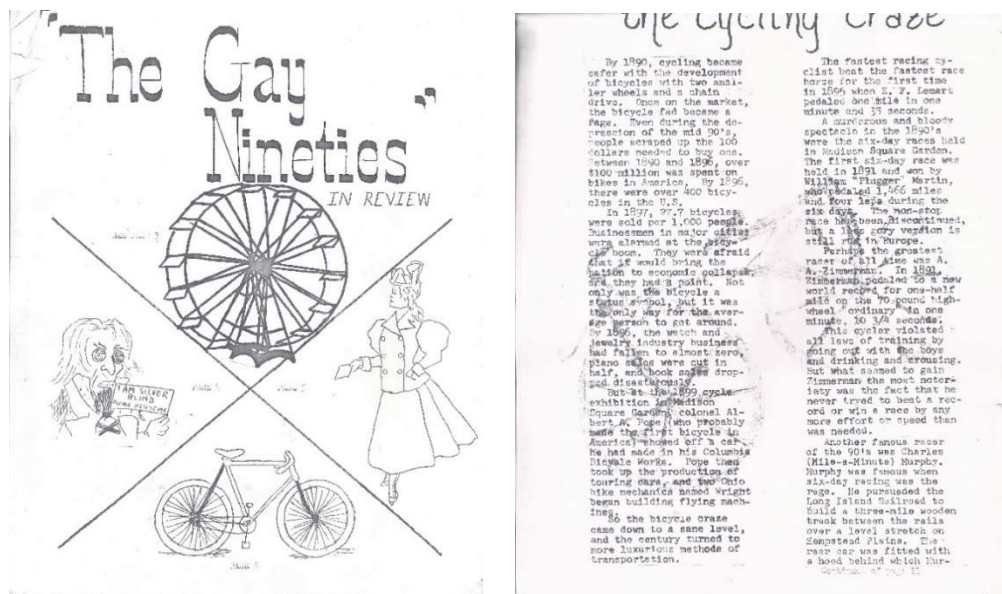 "The Gay
Nineties"
IN REVIEW
I AM SILVER
BLIND
the Cycling Craze
By 1890, cycling became
safer with the development
of bicycles with two smal-
ler wheels and a chain
drive. Once on the market,
the bicycle fad became a
rage. Even during the de-
pression of the mid 90's,
people scraped up the 100
dollars needed to buy one.
Between 1890 and 1896, over
$100 million was spent on
bikes in America. By 1896,
there were over 400 bicy-
cles in the U.S.
In 1897, 27.7 bicycles
were sold per 1,000 people.
Businessmen in major cities
were alarmed at the bicy-
cle boom. They were afraid
that it would bring the
nation to economic collapse,
and they had a point. Not
only was the bicycle a
status symbol, but it was
the only way for the aver-
age person to get around.
By 1896, the watch and
jewelry industry business
had fallen to almost zero,
piano sales were cut in
half, and book sales drop-
ped disasterously.
But at the 1899 cycle
exhibition in Madison
Square Garden, colonel Al-
bert A. Pope (who probably
made the first bicycle in
America) showed off a car
he had made in his Columbia
Bicycle Works. Pope then
took up the production of
touring cars, and two Ohio
bike mechanics named Wright
began building flying mach-
ines.
So the bicycle craze
came down to a sane level,
and the century turned to
more luxurious methods of
transportation.
The fastest racing cy-
clist beat the fastest race
horse for the first time
in 1895 when E. F. Lemert
pedaled one mile in one
minute and 35 seconds.
A murderous and bloody
spectacle in the 1890's
were the six-day races held
in Madison Square Garden.
The first six-day race was
held in 1891 and won by
William "Plugger" Martin,
who pedaled 1,466 miles
and four laps during the
six days. The non-stop
race has been discontinued,
but a less gory version is
still run in Europe.
Perhaps the greatest
racer of all time was A.
A. Zimmerman. In 1891,
Zimmerman pedaled to a new
world record for one-half
mile on the 70 pound high-
wheel "ordinary" in one
minute, 10 3/4 seconds.
This cycler violated
all laws of training by
going out with the boys
and drinking and arousing.
But what seemed to gain
Zimmerman the most noter-
iety was the fact that he
never tried to beat a rec-
ord or win a race by any
more effort or speed than
was needed.
Another famous racer
of the 90's was Charles
(Mile-a-Minute) Murphy.
Murphy was famous when
six-day racing was the
rage. He pursuaded the
Long Island Railroad to
build a three-mile wooden
track between the rails
over a level stretch on
Hempstead Plains. The
rear car was fitted with
a hood behind which Mur-